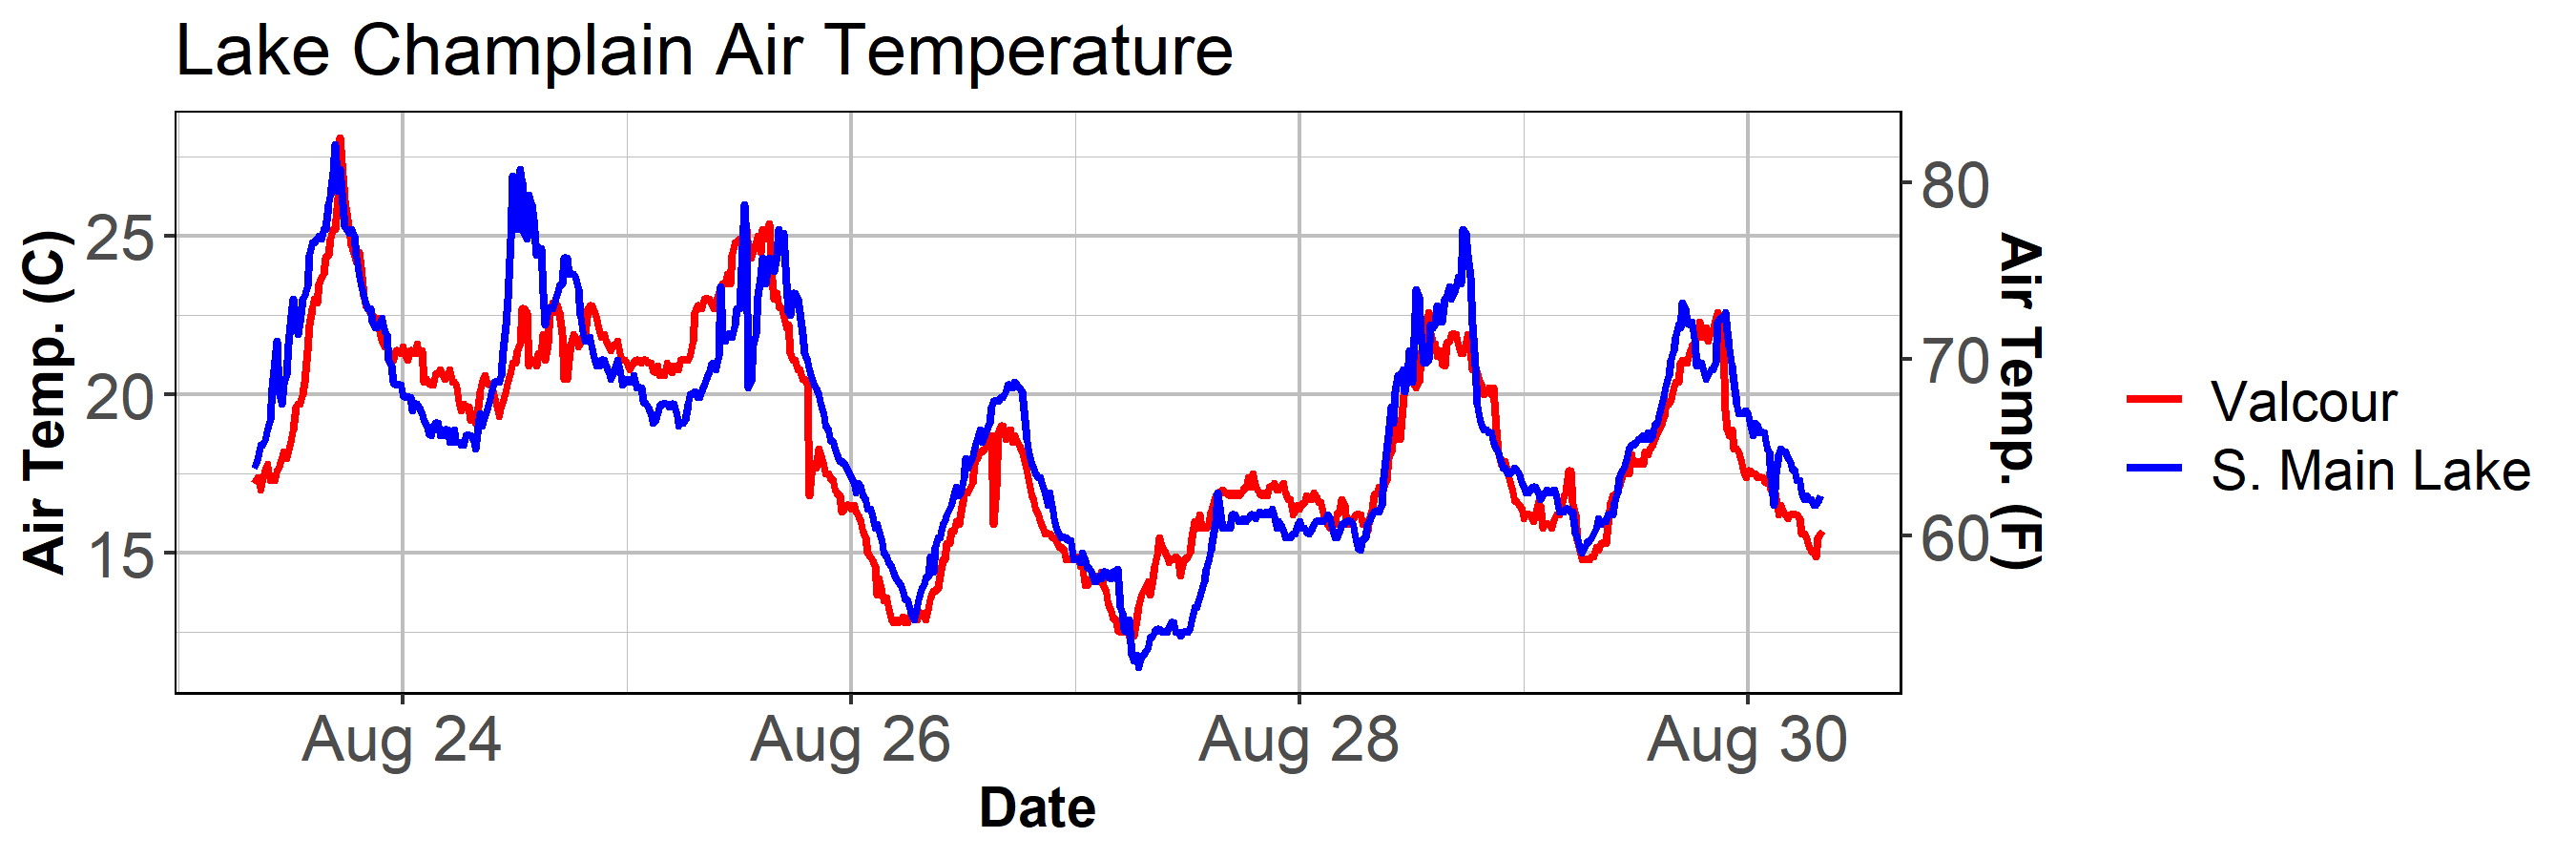 Lake Champlain Air Temperature
Air Temp. (C)
25
20
15
80
70
60
Air Temp. (F)
Valcour
S. Main Lake
Aug 24
Aug 26
Aug 28
Aug 30
Date